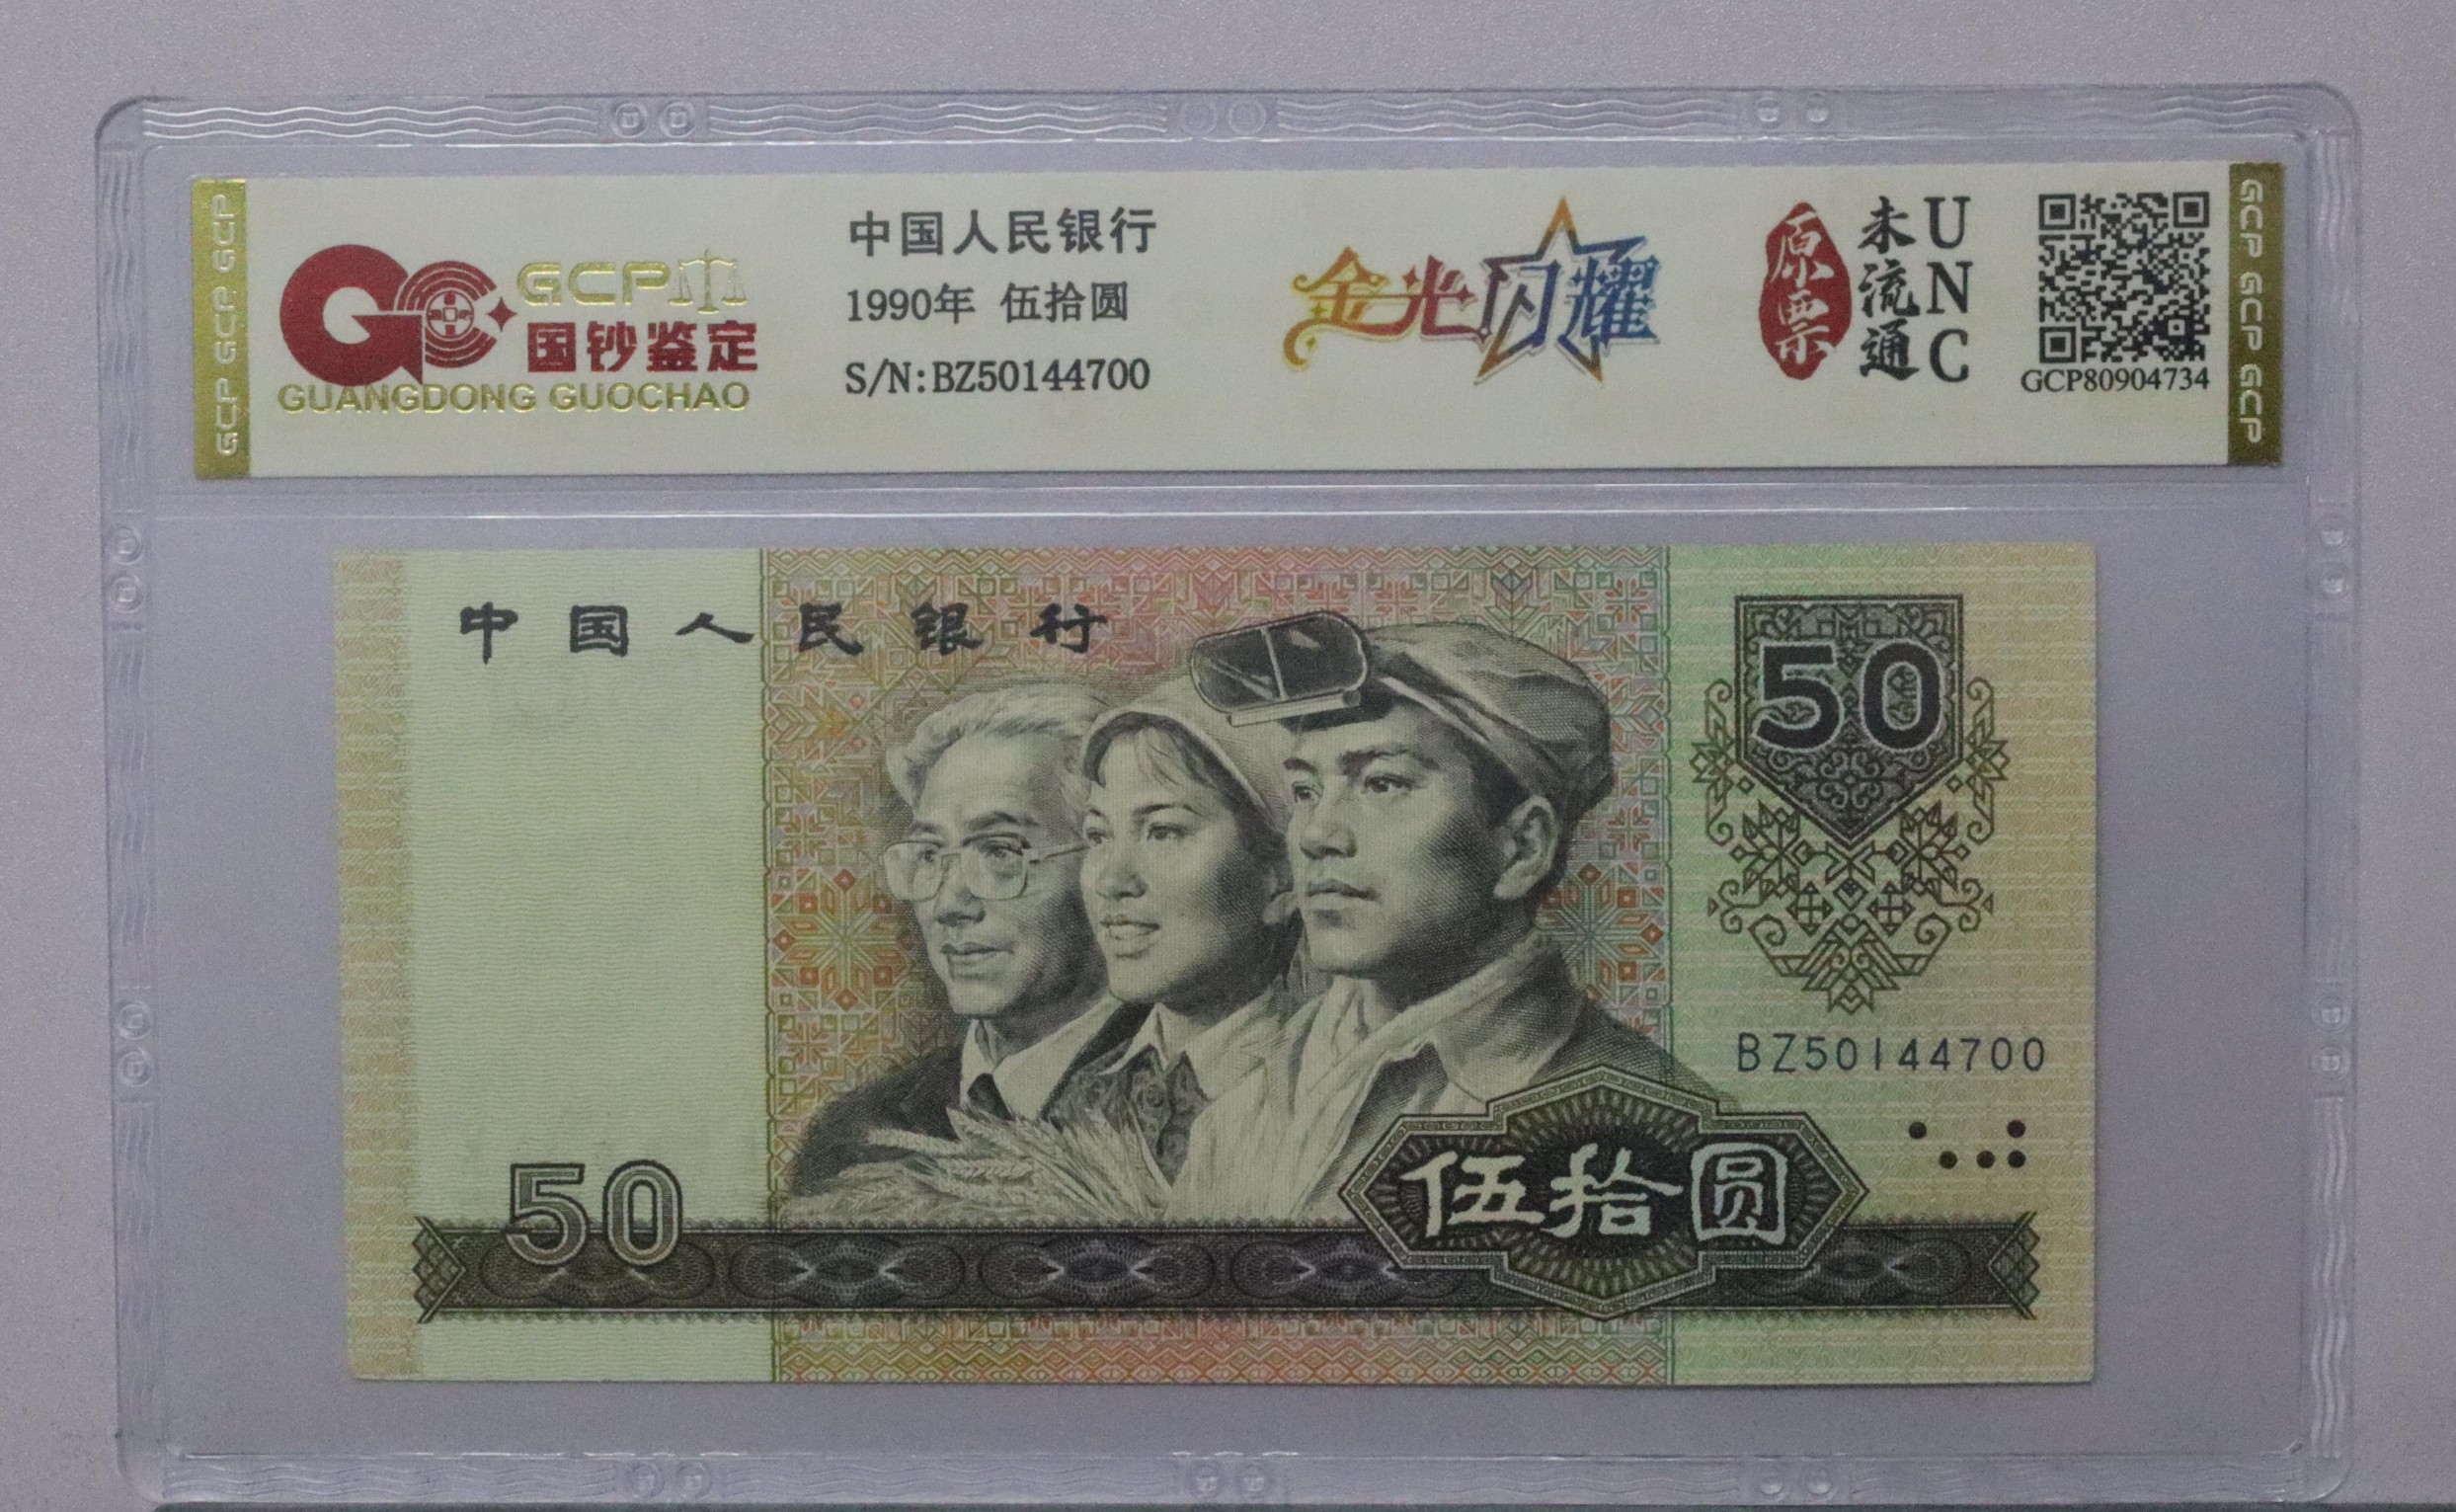 GCP GCP GCP
GCP
国钞鉴定
GUANGDONG GUOCHAO
中国人民银行
1990年 伍拾圆
S/N:BZ50144700
金光闪耀
原票
未流通
UNC
GCP80904734
GCP GCP GCP
中国人民银行
50
BZ50144700
50
伍拾圆